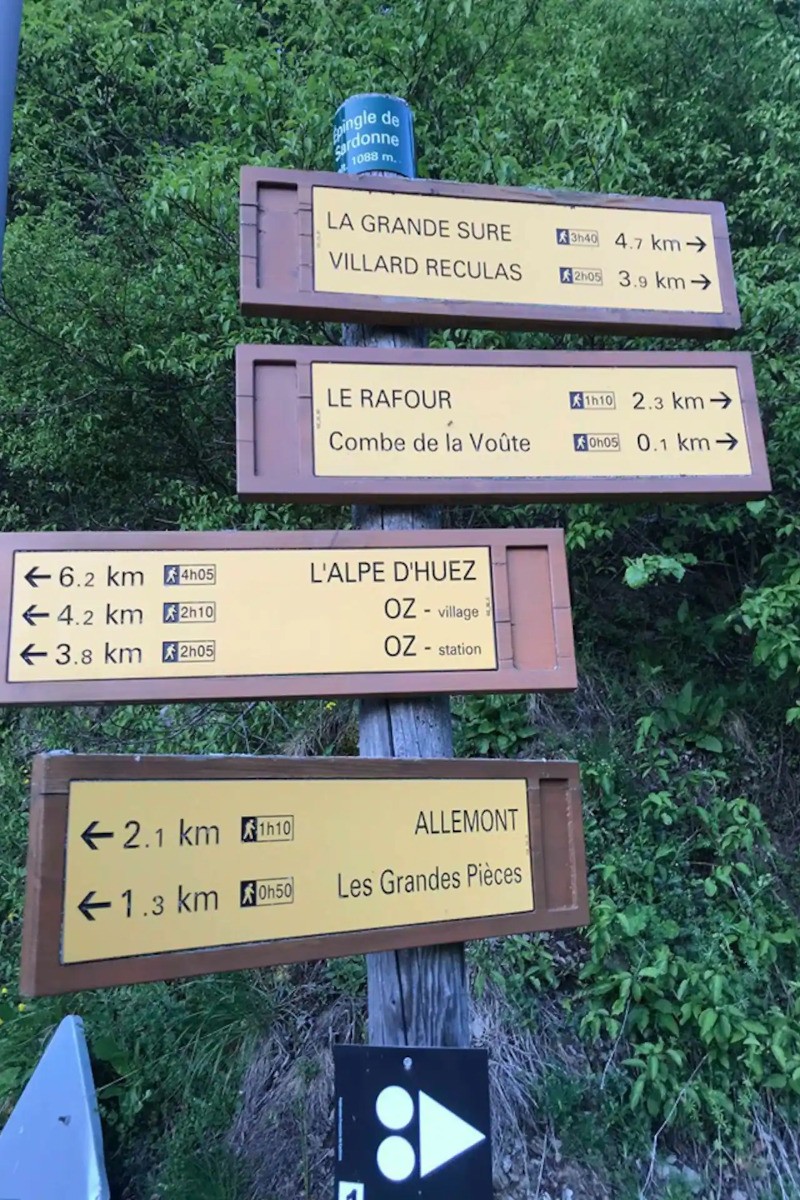 Épingle de
Sardonne
1088 m.
LA GRANDE SURE 3h40 4.7 km →
VILLARD RECULAS 2h05 3.9 km →
LE RAFOUR 1h10 2.3 km →
Combe de la Voûte 0h05 0.1 km →
← 6.2 km 4h05 L'ALPE D'HUEZ
← 4.2 km 2h10 OZ - village
← 3.8 km 2h05 OZ - station
← 2.1 km 1h10 ALLEMONT
← 1.3 km 0h50 Les Grandes Pièces
1